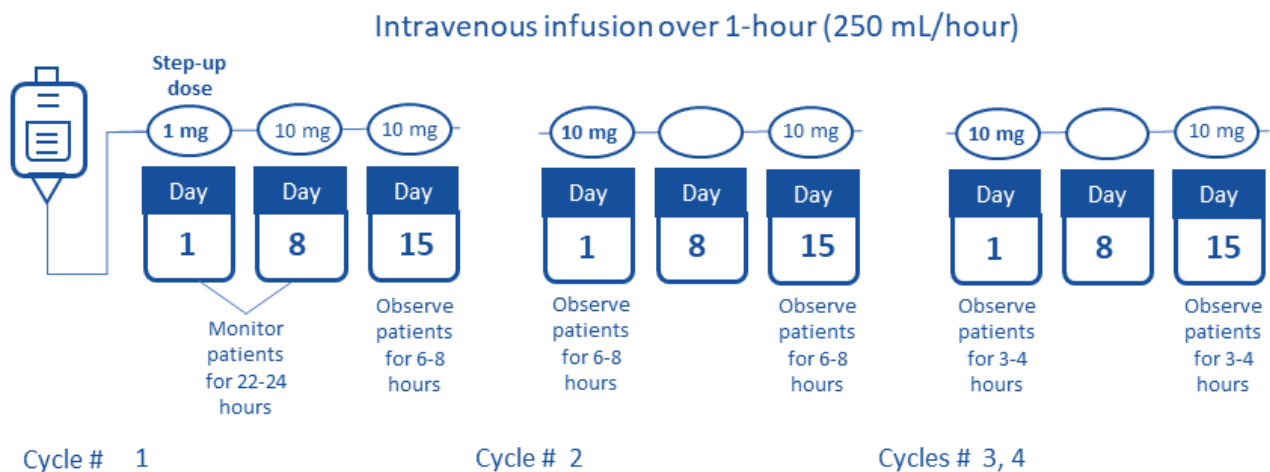 Intravenous infusion over 1-hour (250 mL/hour)
Step-up
dose
1 mg
10 mg
10 mg
10 mg
10 mg
10 mg
10 mg
Day
Day
Day
Day
Day
Day
Day
Day
Day
1
8
15
1
8
15
1
8
15
Monitor
patients
for 22-24
hours
Observe
patients
for 6-8
hours
Observe
patients
for 6-8
hours
Observe
patients
for 6-8
hours
Observe
patients
for 3-4
hours
Observe
patients
for 3-4
hours
Cycle # 1
Cycle # 2
Cycles # 3, 4